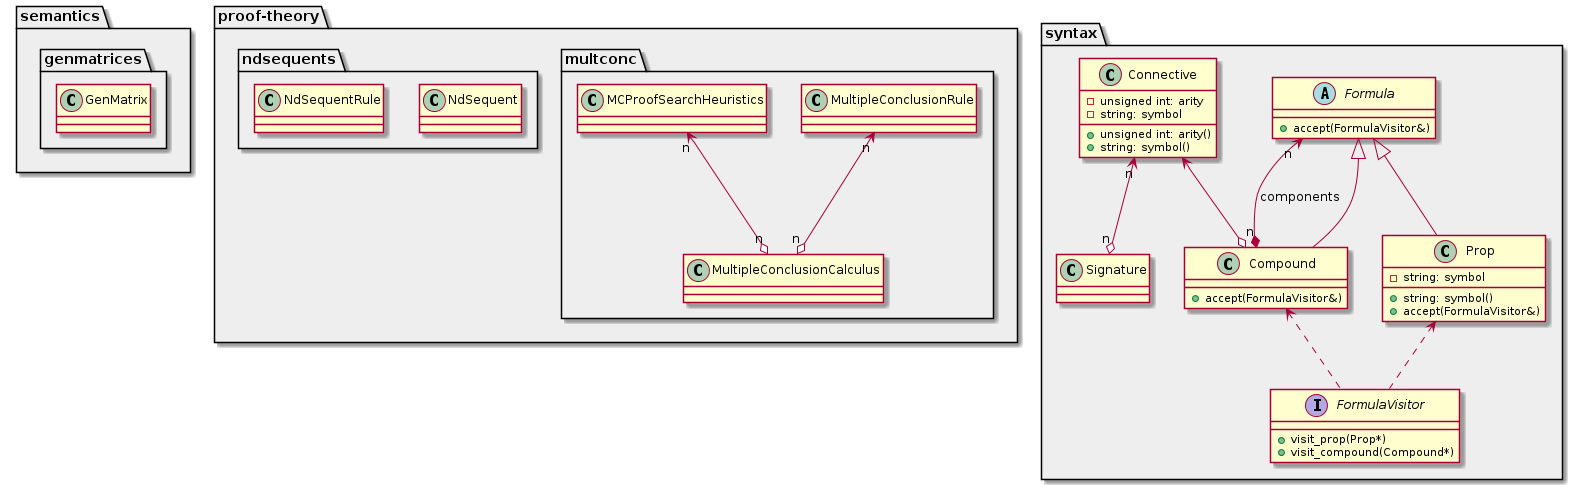 semantics
genmatrices
C GenMatrix
proof-theory
ndsequents
C NdSequentRule
C NdSequent
multconc
C MCProofSearchHeuristics
C MultipleConclusionRule
n
n
n
n
C MultipleConclusionCalculus
syntax
C Connective
unsigned int: arity
string: symbol
unsigned int: arity()
string: symbol()
A Formula
accept(FormulaVisitor&)
n
n
components
n
n
C Signature
C Compound
accept(FormulaVisitor&)
C Prop
string: symbol
string: symbol()
accept(FormulaVisitor&)
I FormulaVisitor
visit_prop(Prop*)
visit_compound(Compound*)